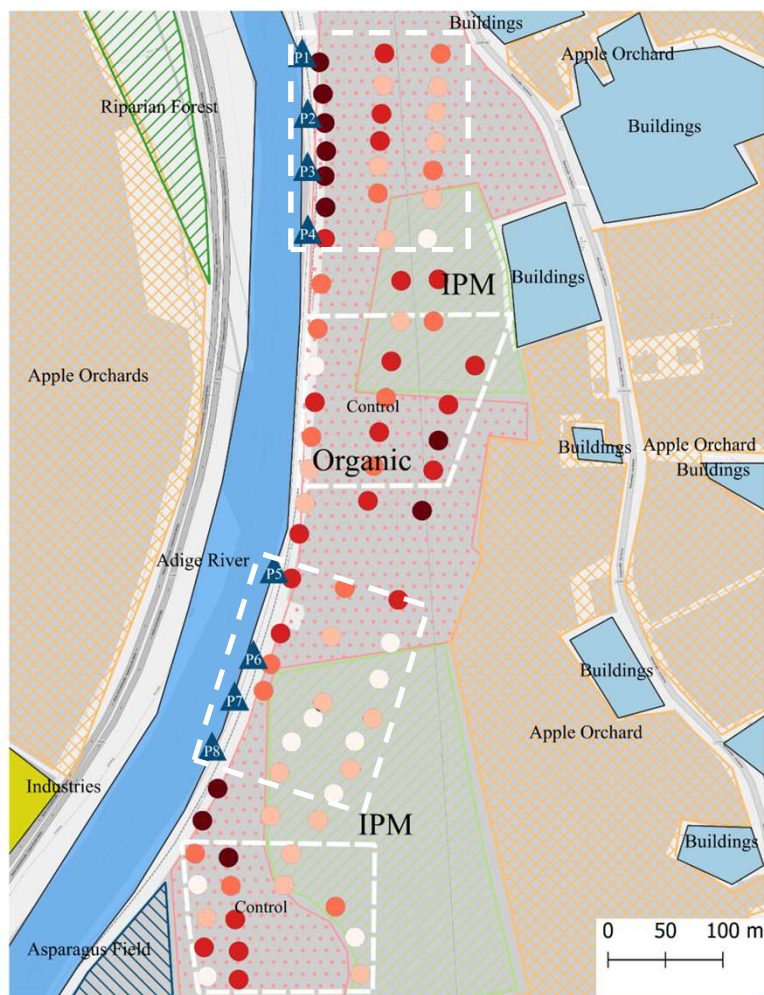 Buildings
Apple Orchard
P1
Riparian Forest
P2
Buildings
P3
P4
IPM
Buildings
Apple Orchards
Control
Organic
Buildings
Apple Orchard
Buildings
Adige River
P5
P6
Buildings
P7
Apple Orchard
P8
Industries
IPM
Buildings
Control
Asparagus Field
0 50 100 m